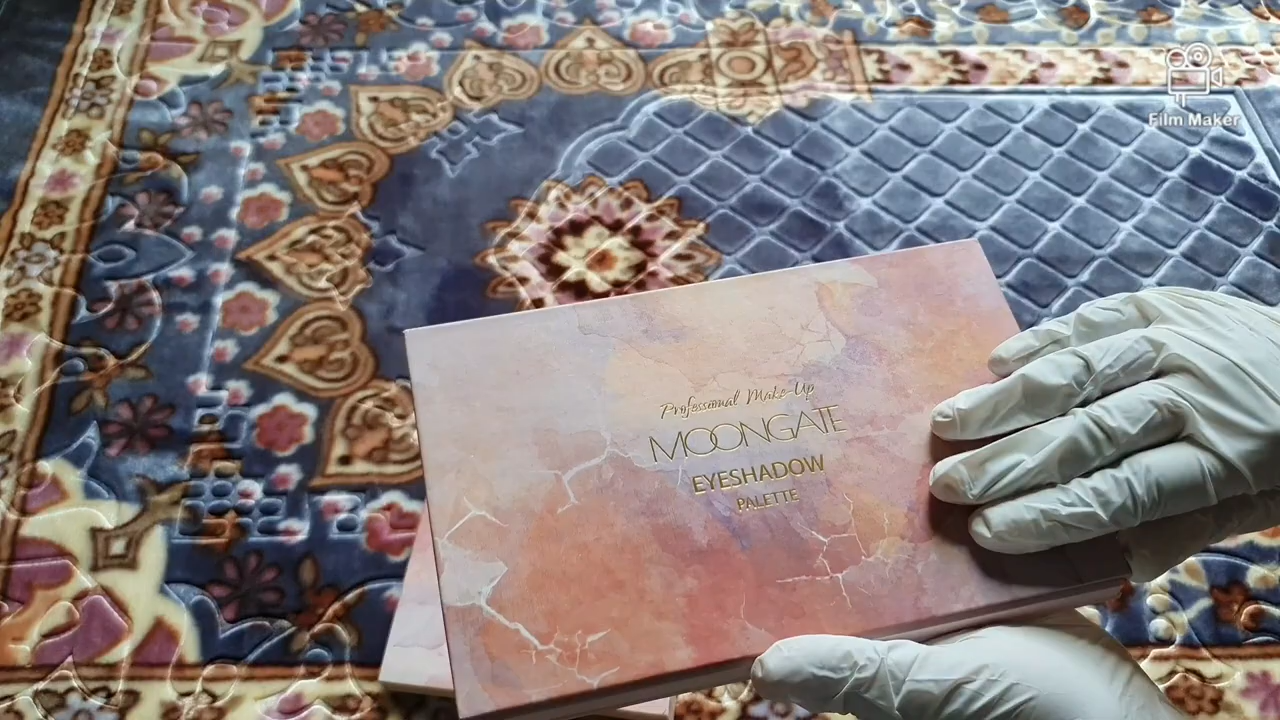 Film Maker
Professional Make-Up
MOONGATE
EYESHADOW
PALETTE